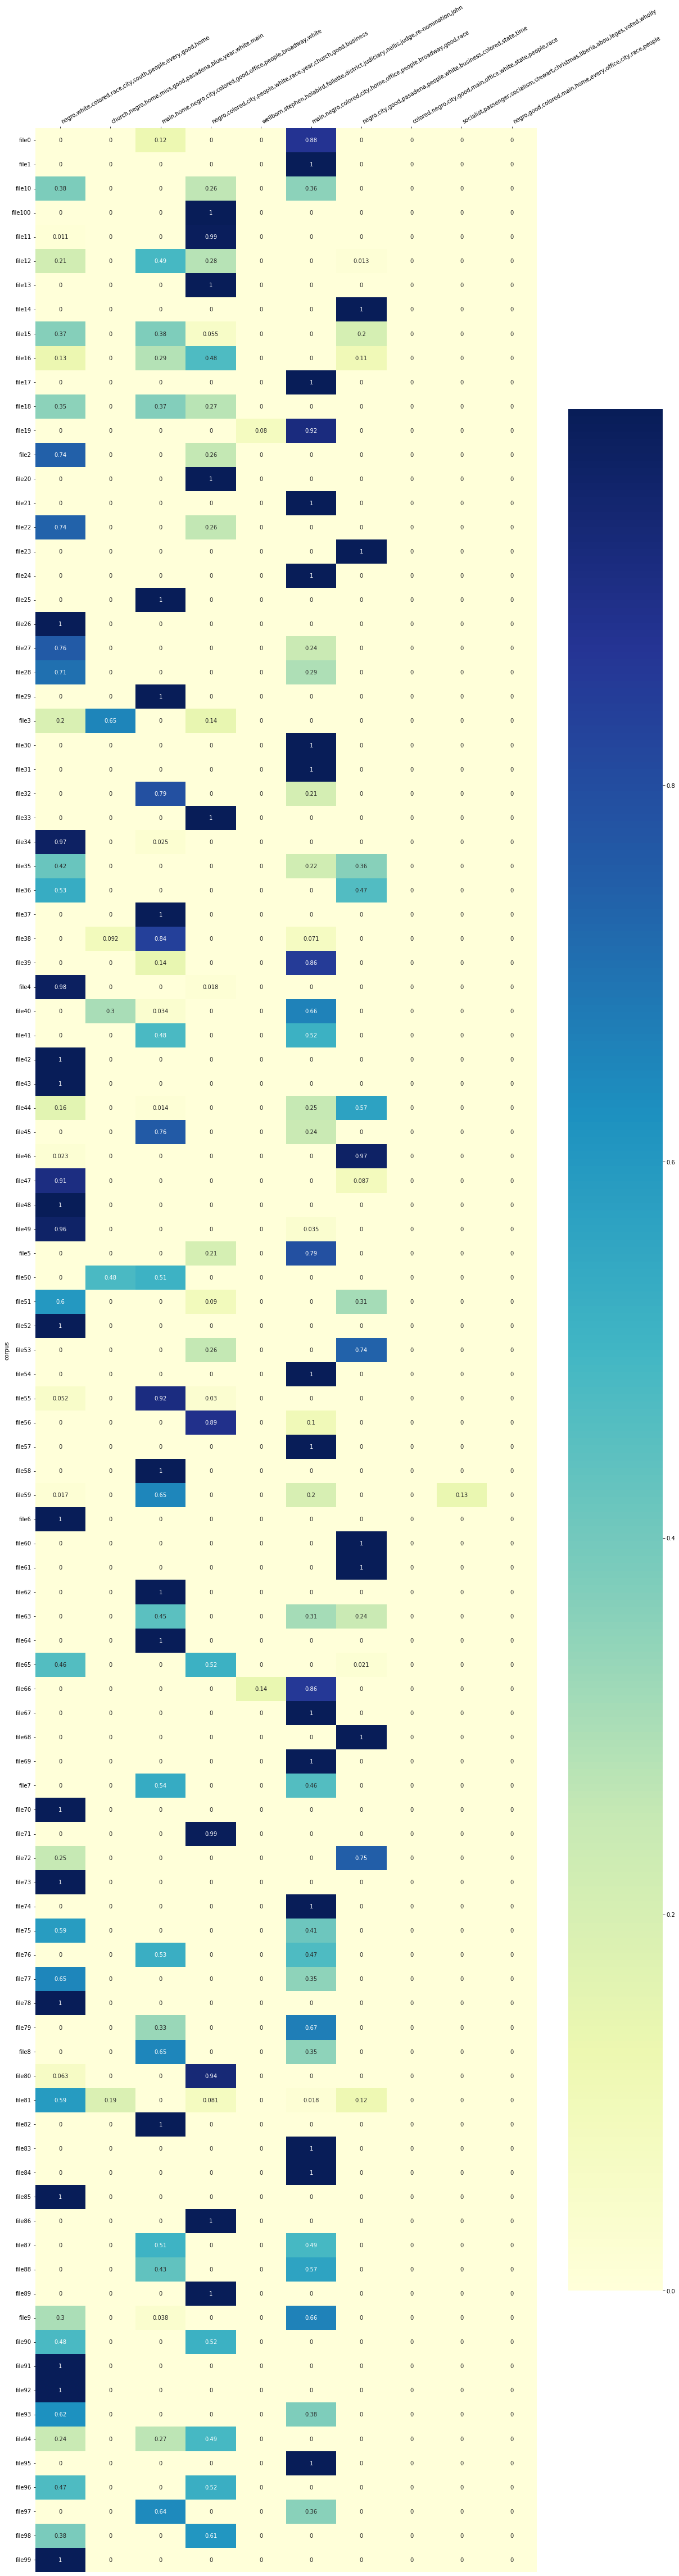 negro,white,colored,race,city,south,people,every,good,home
church,negro,home,miss,good,pasadena,blue,year,white,main
main,home,negro,city,colored,good,office,people,broadway,white
negro,colored,city,people,white,race,year,church,good,business
wellborn,stephen,holabird,follette,district,judiciary,nellis,judge,re-nomination,john
main,negro,colored,city,home,office,people,broadway,good,race
negro,city,good,pasadena,people,white,business,colored,state,time
colored,negro,city,good,main,office,white,state,people,race
socialist,passenger,socialism,stewart,christmas,liberia,abou,leges,voted,wholly
negro,good,colored,main,home,every,office,city,race,people
file0 0 0 0.12 0 0 0.88 0 0 0 0
file1 0 0 0 0 0 1 0 0 0 0
file10 0.38 0 0 0.26 0 0.36 0 0 0 0
file100 0 0 0 1 0 0 0 0 0 0
file11 0.011 0 0 0.99 0 0 0 0 0 0
file12 0.21 0 0.49 0.28 0 0 0.013 0 0 0
file13 0 0 0 1 0 0 0 0 0 0
file14 0 0 0 0 0 0 1 0 0 0
file15 0.37 0 0.38 0.055 0 0 0.2 0 0 0
file16 0.13 0 0.29 0.48 0 0 0.11 0 0 0
file17 0 0 0 0 0 1 0 0 0 0
file18 0.35 0 0.37 0.27 0 0 0 0 0 0
file19 0 0 0 0 0.08 0.92 0 0 0 0
file2 0.74 0 0 0.26 0 0 0 0 0 0
file20 0 0 0 1 0 0 0 0 0 0
file21 0 0 0 0 0 1 0 0 0 0
file22 0.74 0 0 0.26 0 0 0 0 0 0
file23 0 0 0 0 0 0 1 0 0 0
file24 0 0 0 0 0 1 0 0 0 0
file25 0 0 1 0 0 0 0 0 0 0
file26 1 0 0 0 0 0 0 0 0 0
file27 0.76 0 0 0 0 0.24 0 0 0 0
file28 0.71 0 0 0 0 0.29 0 0 0 0
file29 0 0 1 0 0 0 0 0 0 0
file3 0.2 0.65 0 0.14 0 0 0 0 0 0
file30 0 0 0 0 0 1 0 0 0 0
file31 0 0 0 0 0 1 0 0 0 0
file32 0 0 0.79 0 0 0.21 0 0 0 0
file33 0 0 0 1 0 0 0 0 0 0
file34 0.97 0 0.025 0 0 0 0 0 0 0
file35 0.42 0 0 0 0 0.22 0.36 0 0 0
file36 0.53 0 0 0 0 0 0.47 0 0 0
file37 0 0 1 0 0 0 0 0 0 0
file38 0 0.092 0.84 0 0 0.071 0 0 0 0
file39 0 0 0.14 0 0 0.86 0 0 0 0
file4 0.98 0 0 0.018 0 0 0 0 0 0
file40 0 0.3 0.034 0 0 0.66 0 0 0 0
file41 0 0 0.48 0 0 0.52 0 0 0 0
file42 1 0 0 0 0 0 0 0 0 0
file43 1 0 0 0 0 0 0 0 0 0
file44 0.16 0 0.014 0 0 0.25 0.57 0 0 0
file45 0 0 0.76 0 0 0.24 0 0 0 0
file46 0.023 0 0 0 0 0 0.97 0 0 0
file47 0.91 0 0 0 0 0 0.087 0 0 0
file48 1 0 0 0 0 0 0 0 0 0
file49 0.96 0 0 0 0 0.035 0 0 0 0
file5 0 0 0 0.21 0 0.79 0 0 0 0
file50 0 0.48 0.51 0 0 0 0 0 0 0
file51 0.6 0 0 0.09 0 0 0.31 0 0 0
file52 1 0 0 0 0 0 0 0 0 0
corpus
file53 0 0 0 0.26 0 0 0.74 0 0 0
file54 0 0 0 0 0 1 0 0 0 0
file55 0.052 0 0.92 0.03 0 0 0 0 0 0
file56 0 0 0 0.89 0 0.1 0 0 0 0
file57 0 0 0 0 0 1 0 0 0 0
file58 0 0 1 0 0 0 0 0 0 0
file59 0.017 0 0.65 0 0 0.2 0 0 0.13 0
file6 1 0 0 0 0 0 0 0 0 0
file60 0 0 0 0 0 0 1 0 0 0
file61 0 0 0 0 0 0 1 0 0 0
file62 0 0 1 0 0 0 0 0 0 0
file63 0 0 0.45 0 0 0.31 0.24 0 0 0
file64 0 0 1 0 0 0 0 0 0 0
file65 0.46 0 0 0.52 0 0 0.021 0 0 0
file66 0 0 0 0 0.14 0.86 0 0 0 0
file67 0 0 0 0 0 1 0 0 0 0
file68 0 0 0 0 0 0 1 0 0 0
file69 0 0 0 0 0 1 0 0 0 0
file7 0 0 0.54 0 0 0.46 0 0 0 0
file70 1 0 0 0 0 0 0 0 0 0
file71 0 0 0 0.99 0 0 0 0 0 0
file72 0.25 0 0 0 0 0 0.75 0 0 0
file73 1 0 0 0 0 0 0 0 0 0
file74 0 0 0 0 0 1 0 0 0 0
file75 0.59 0 0 0 0 0.41 0 0 0 0
file76 0 0 0.53 0 0 0.47 0 0 0 0
file77 0.65 0 0 0 0 0.35 0 0 0 0
file78 1 0 0 0 0 0 0 0 0 0
file79 0 0 0.33 0 0 0.67 0 0 0 0
file8 0 0 0.65 0 0 0.35 0 0 0 0
file80 0.063 0 0 0.94 0 0 0 0 0 0
file81 0.59 0.19 0 0.081 0 0.018 0.12 0 0 0
file82 0 0 1 0 0 0 0 0 0 0
file83 0 0 0 0 0 1 0 0 0 0
file84 0 0 0 0 0 1 0 0 0 0
file85 1 0 0 0 0 0 0 0 0 0
file86 0 0 0 1 0 0 0 0 0 0
file87 0 0 0.51 0 0 0.49 0 0 0 0
file88 0 0 0.43 0 0 0.57 0 0 0 0
file89 0 0 0 1 0 0 0 0 0 0
file9 0.3 0 0.038 0 0 0.66 0 0 0 0
file90 0.48 0 0 0.52 0 0 0 0 0 0
file91 1 0 0 0 0 0 0 0 0 0
file92 1 0 0 0 0 0 0 0 0 0
file93 0.62 0 0 0 0 0.38 0 0 0 0
file94 0.24 0 0.27 0.49 0 0 0 0 0 0
file95 0 0 0 0 0 1 0 0 0 0
file96 0.47 0 0 0.52 0 0 0 0 0 0
file97 0 0 0.64 0 0 0.36 0 0 0 0
file98 0.38 0 0 0.61 0 0 0 0 0 0
file99 1 0 0 0 0 0 0 0 0 0
0.8
0.6
0.4
0.2
0.0